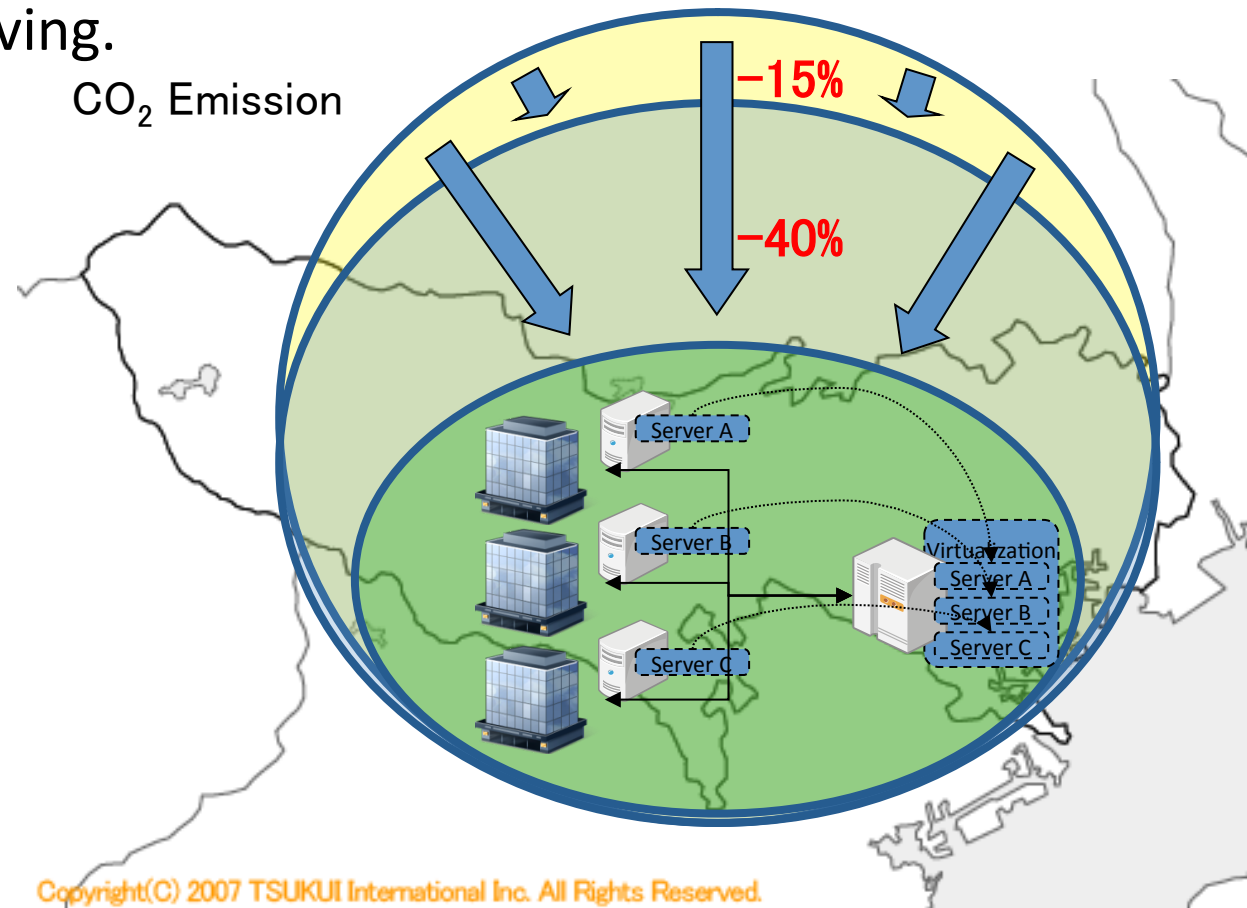 ving.
CO₂ Emission
−15%
−40%
Server A
Server B
Server C
Virtualization
Server A
Server B
Server C
Copyright(C) 2007 TSUKUI International Inc. All Rights Reserved.